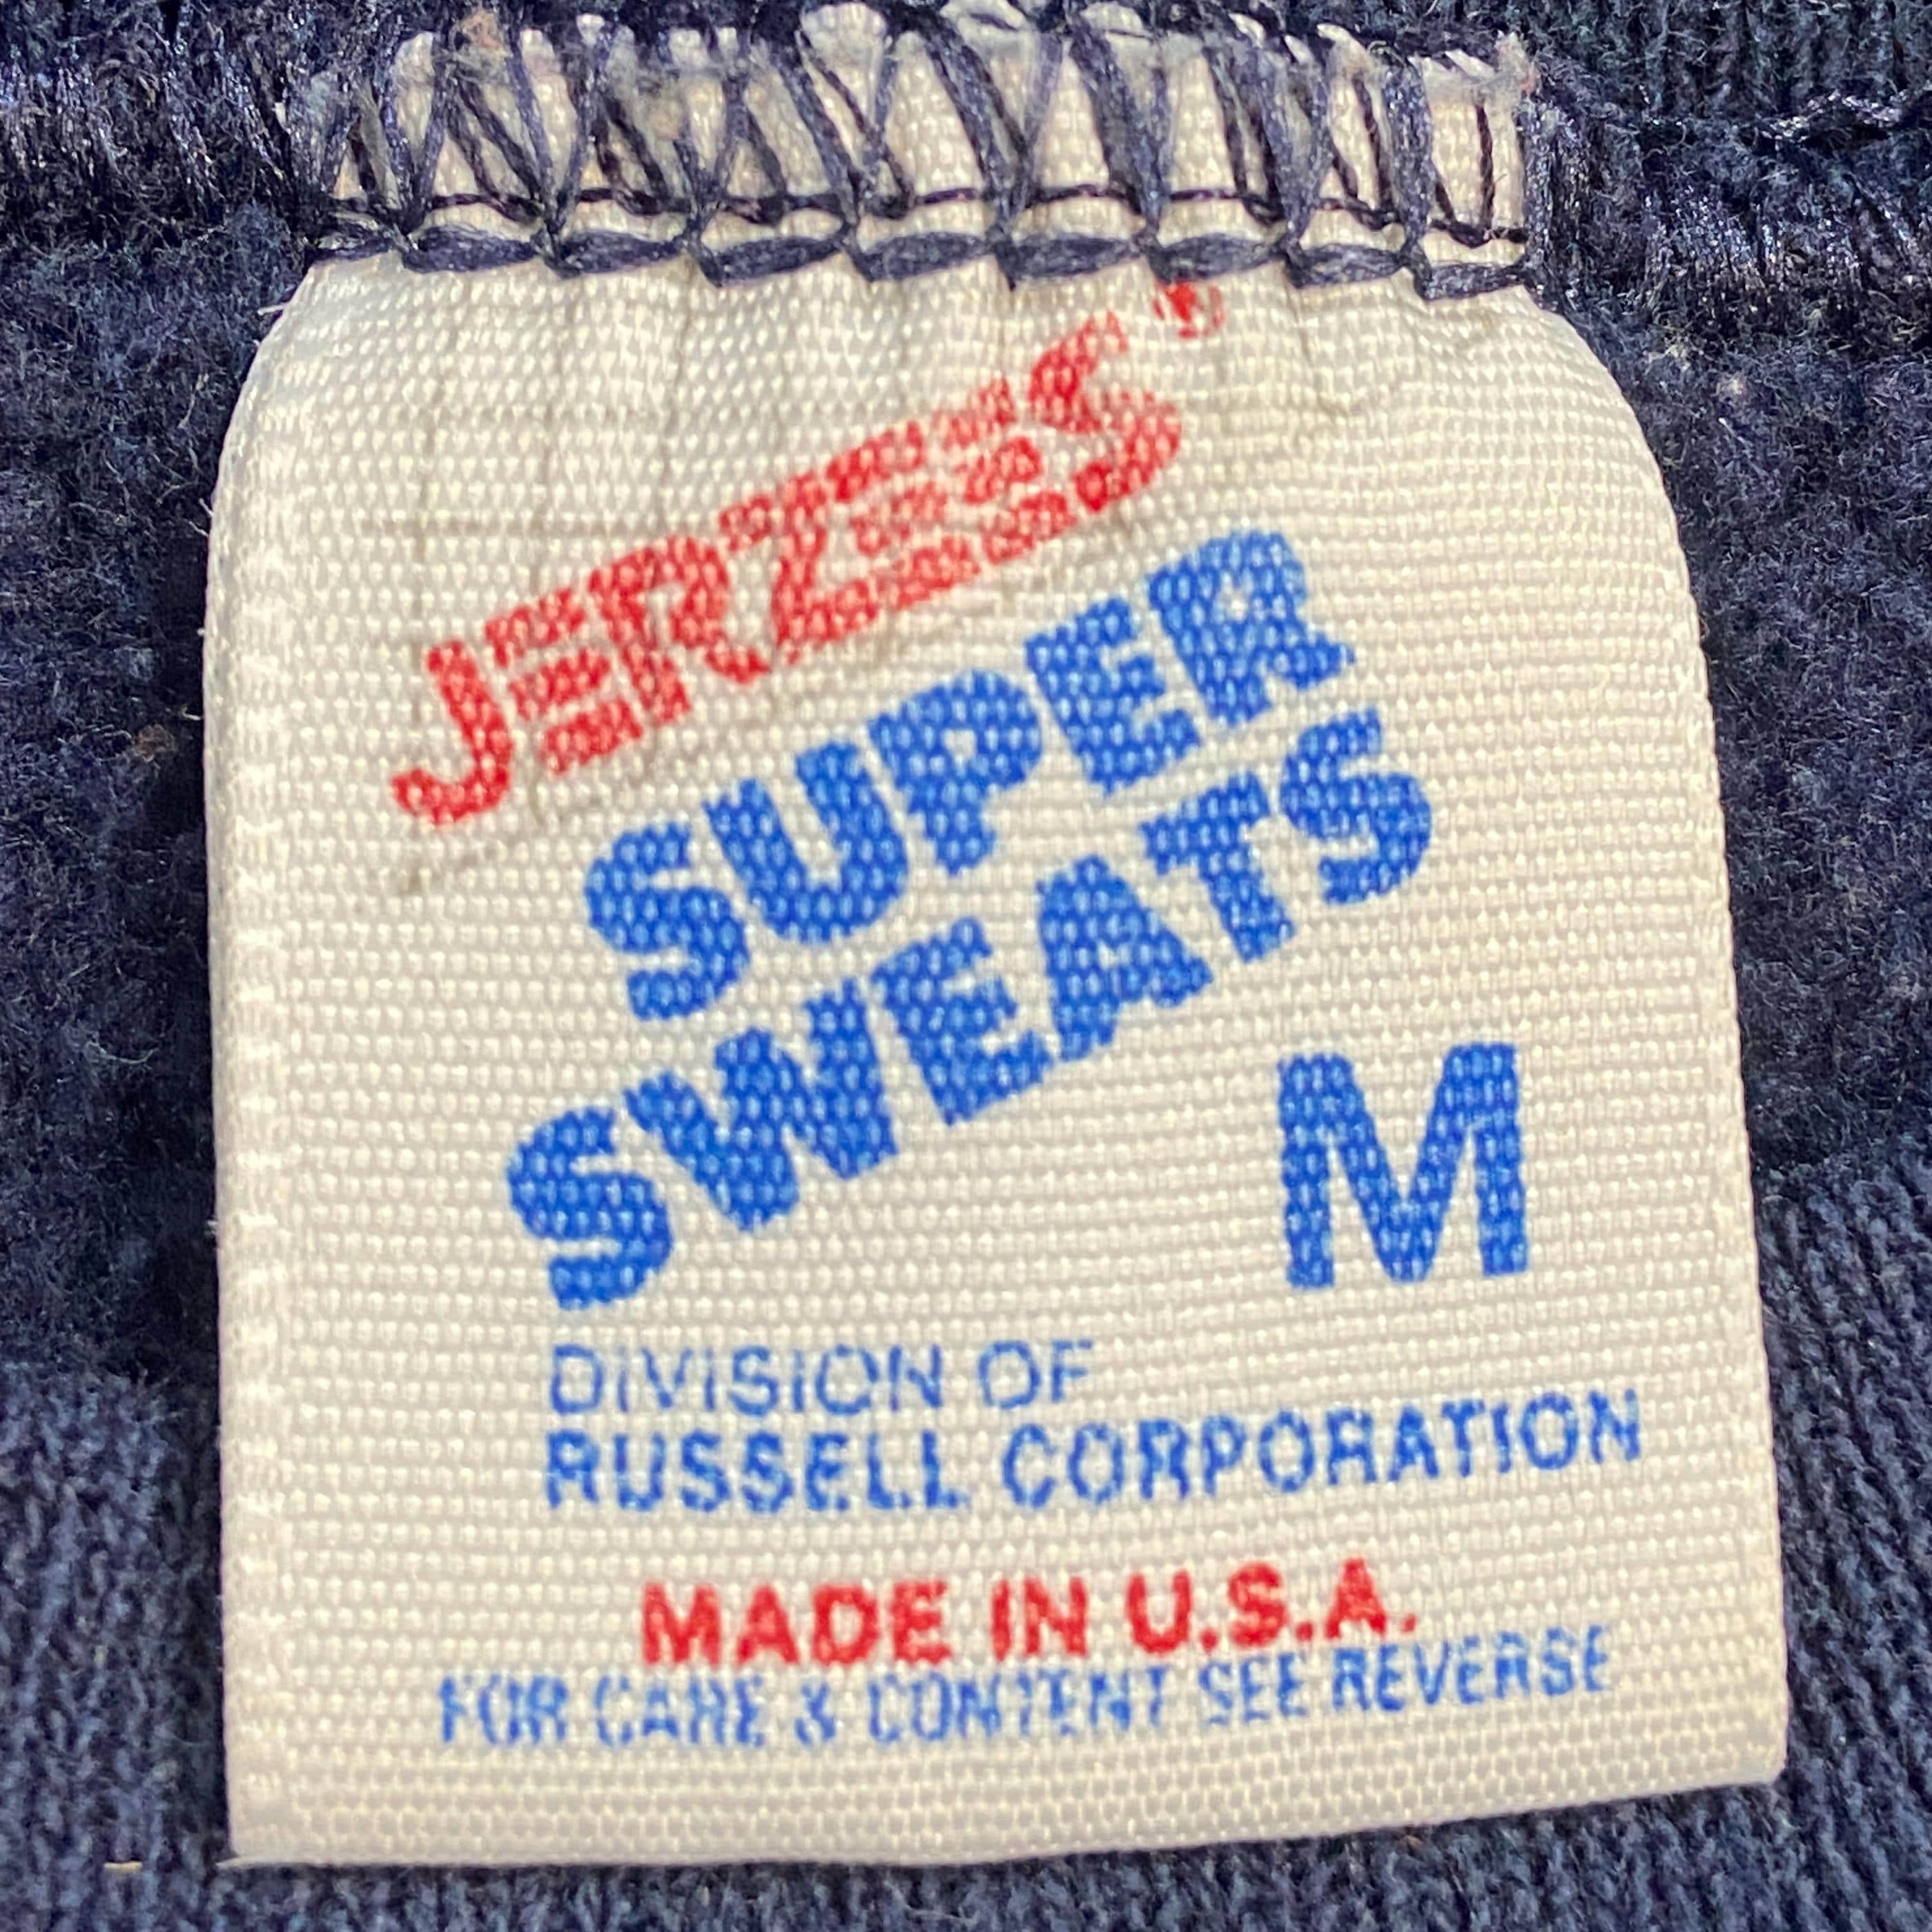 JERZEES®
SUPER
SWEATS
M
DIVISION OF
RUSSELL CORPORATION
MADE IN U.S.A.
FOR CARE & CONTENT SEE REVERSE